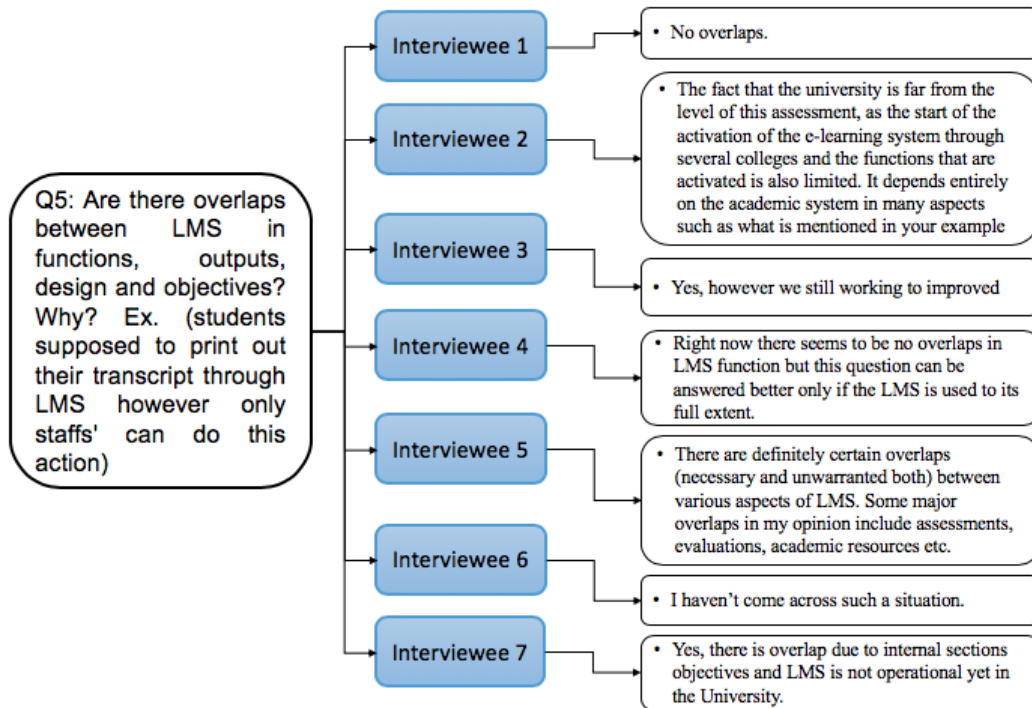 Q5: Are there overlaps
between LMS in
functions, outputs,
design and objectives?
Why? Ex. (students
supposed to print out
their transcript through
LMS however only
staffs' can do this
action)
Interviewee 1
• No overlaps.
Interviewee 2
• The fact that the university is far from the
level of this assessment, as the start of the
activation of the e-learning system through
several colleges and the functions that are
activated is also limited. It depends entirely
on the academic system in many aspects
such as what is mentioned in your example
Interviewee 3
• Yes, however we still working to improved
Interviewee 4
• Right now there seems to be no overlaps in
LMS function but this question can be
answered better only if the LMS is used to its
full extent.
Interviewee 5
• There are definitely certain overlaps
(necessary and unwarranted both) between
various aspects of LMS. Some major
overlaps in my opinion include assessments,
evaluations, academic resources etc.
Interviewee 6
• I haven’t come across such a situation.
Interviewee 7
• Yes, there is overlap due to internal sections
objectives and LMS is not operational yet in
the University.